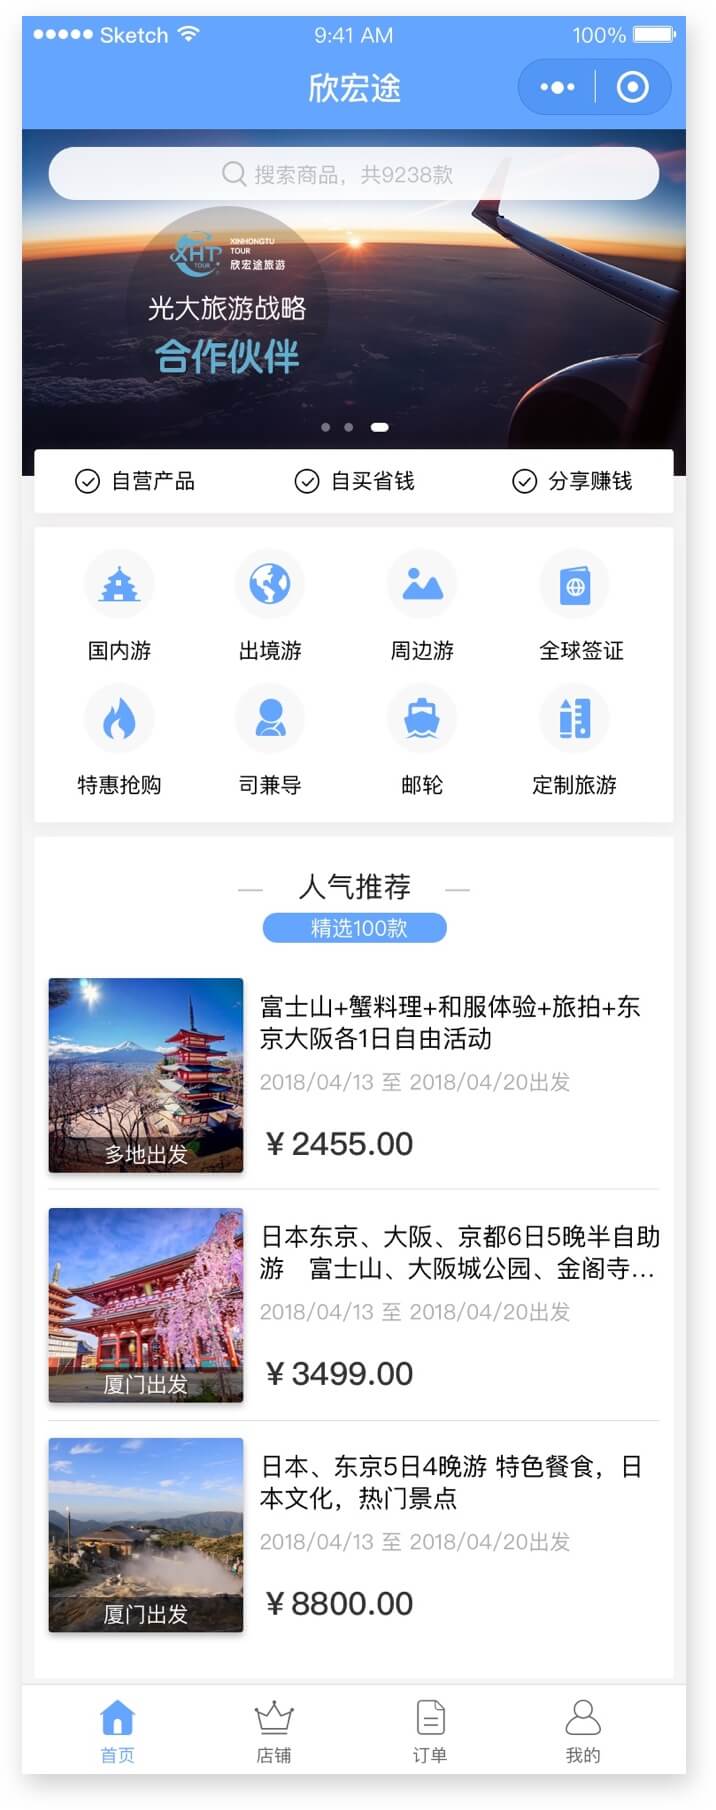 Sketch 9:41 AM 100%
欣宏途
搜索商品，共9238款
XHT
TOUR
XINHONGTU
TOUR
欣宏途旅游
光大旅游战略
合作伙伴
自营产品 自买省钱 分享赚钱
国内游 出境游 周边游 全球签证
特惠抢购 司兼导 邮轮 定制旅游
人气推荐
精选100款
富士山+蟹料理+和服体验+旅拍+东
京大阪各1日自由活动
2018/04/13 至 2018/04/20出发
¥ 2455.00
多地出发
日本东京、大阪、京都6日5晚半自助
游 富士山、大阪城公园、金阁寺...
2018/04/13 至 2018/04/20出发
¥ 3499.00
厦门出发
日本、东京5日4晚游 特色餐食，日
本文化，热门景点
2018/04/13 至 2018/04/20出发
¥ 8800.00
厦门出发
首页 店铺 订单 我的